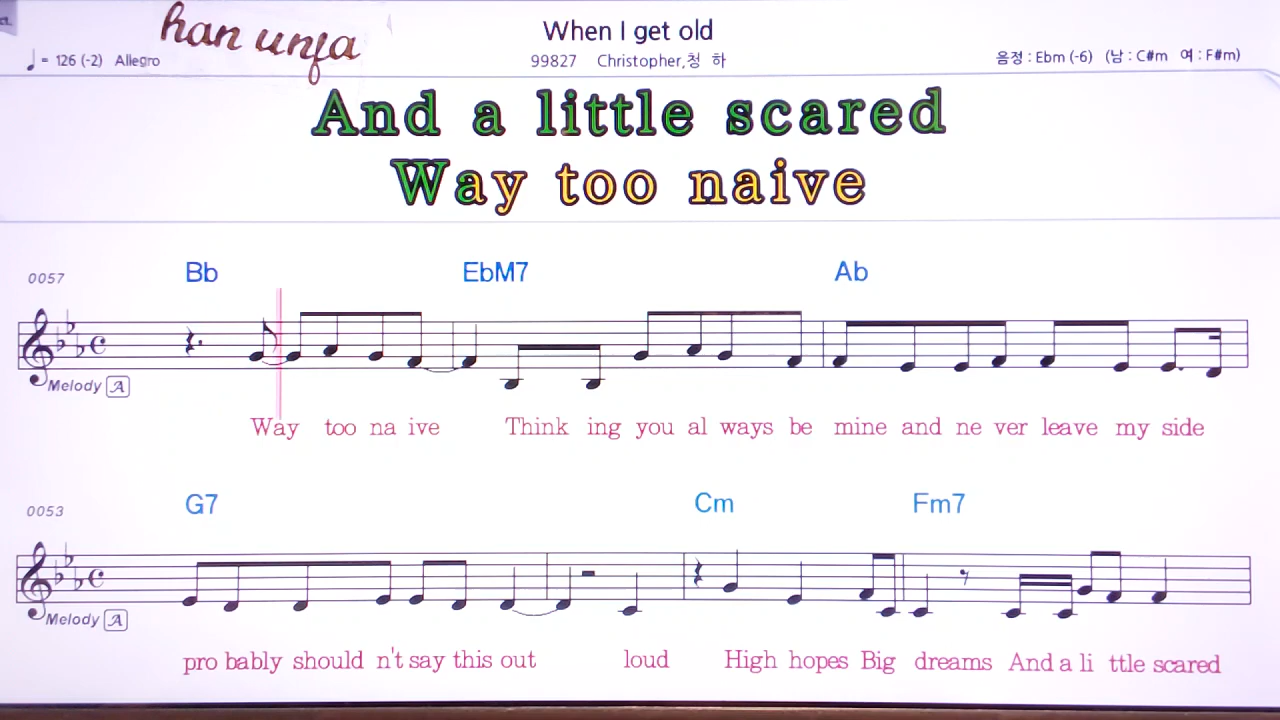 han unfa
When I get old
♩ = 126 (-2) Allegro
99827 Christopher,청 하
음정 : Ebm (-6) (남 : C#m 여 : F#m)
And a little scared
Way too naive
0057
Bb EbM7 Ab
Melody A
Way too na ive Think ing you al ways be mine and ne ver leave my side
0053
G7 Cm Fm7
Melody A
pro bably should n't say this out loud High hopes Big dreams And a li ttle scared